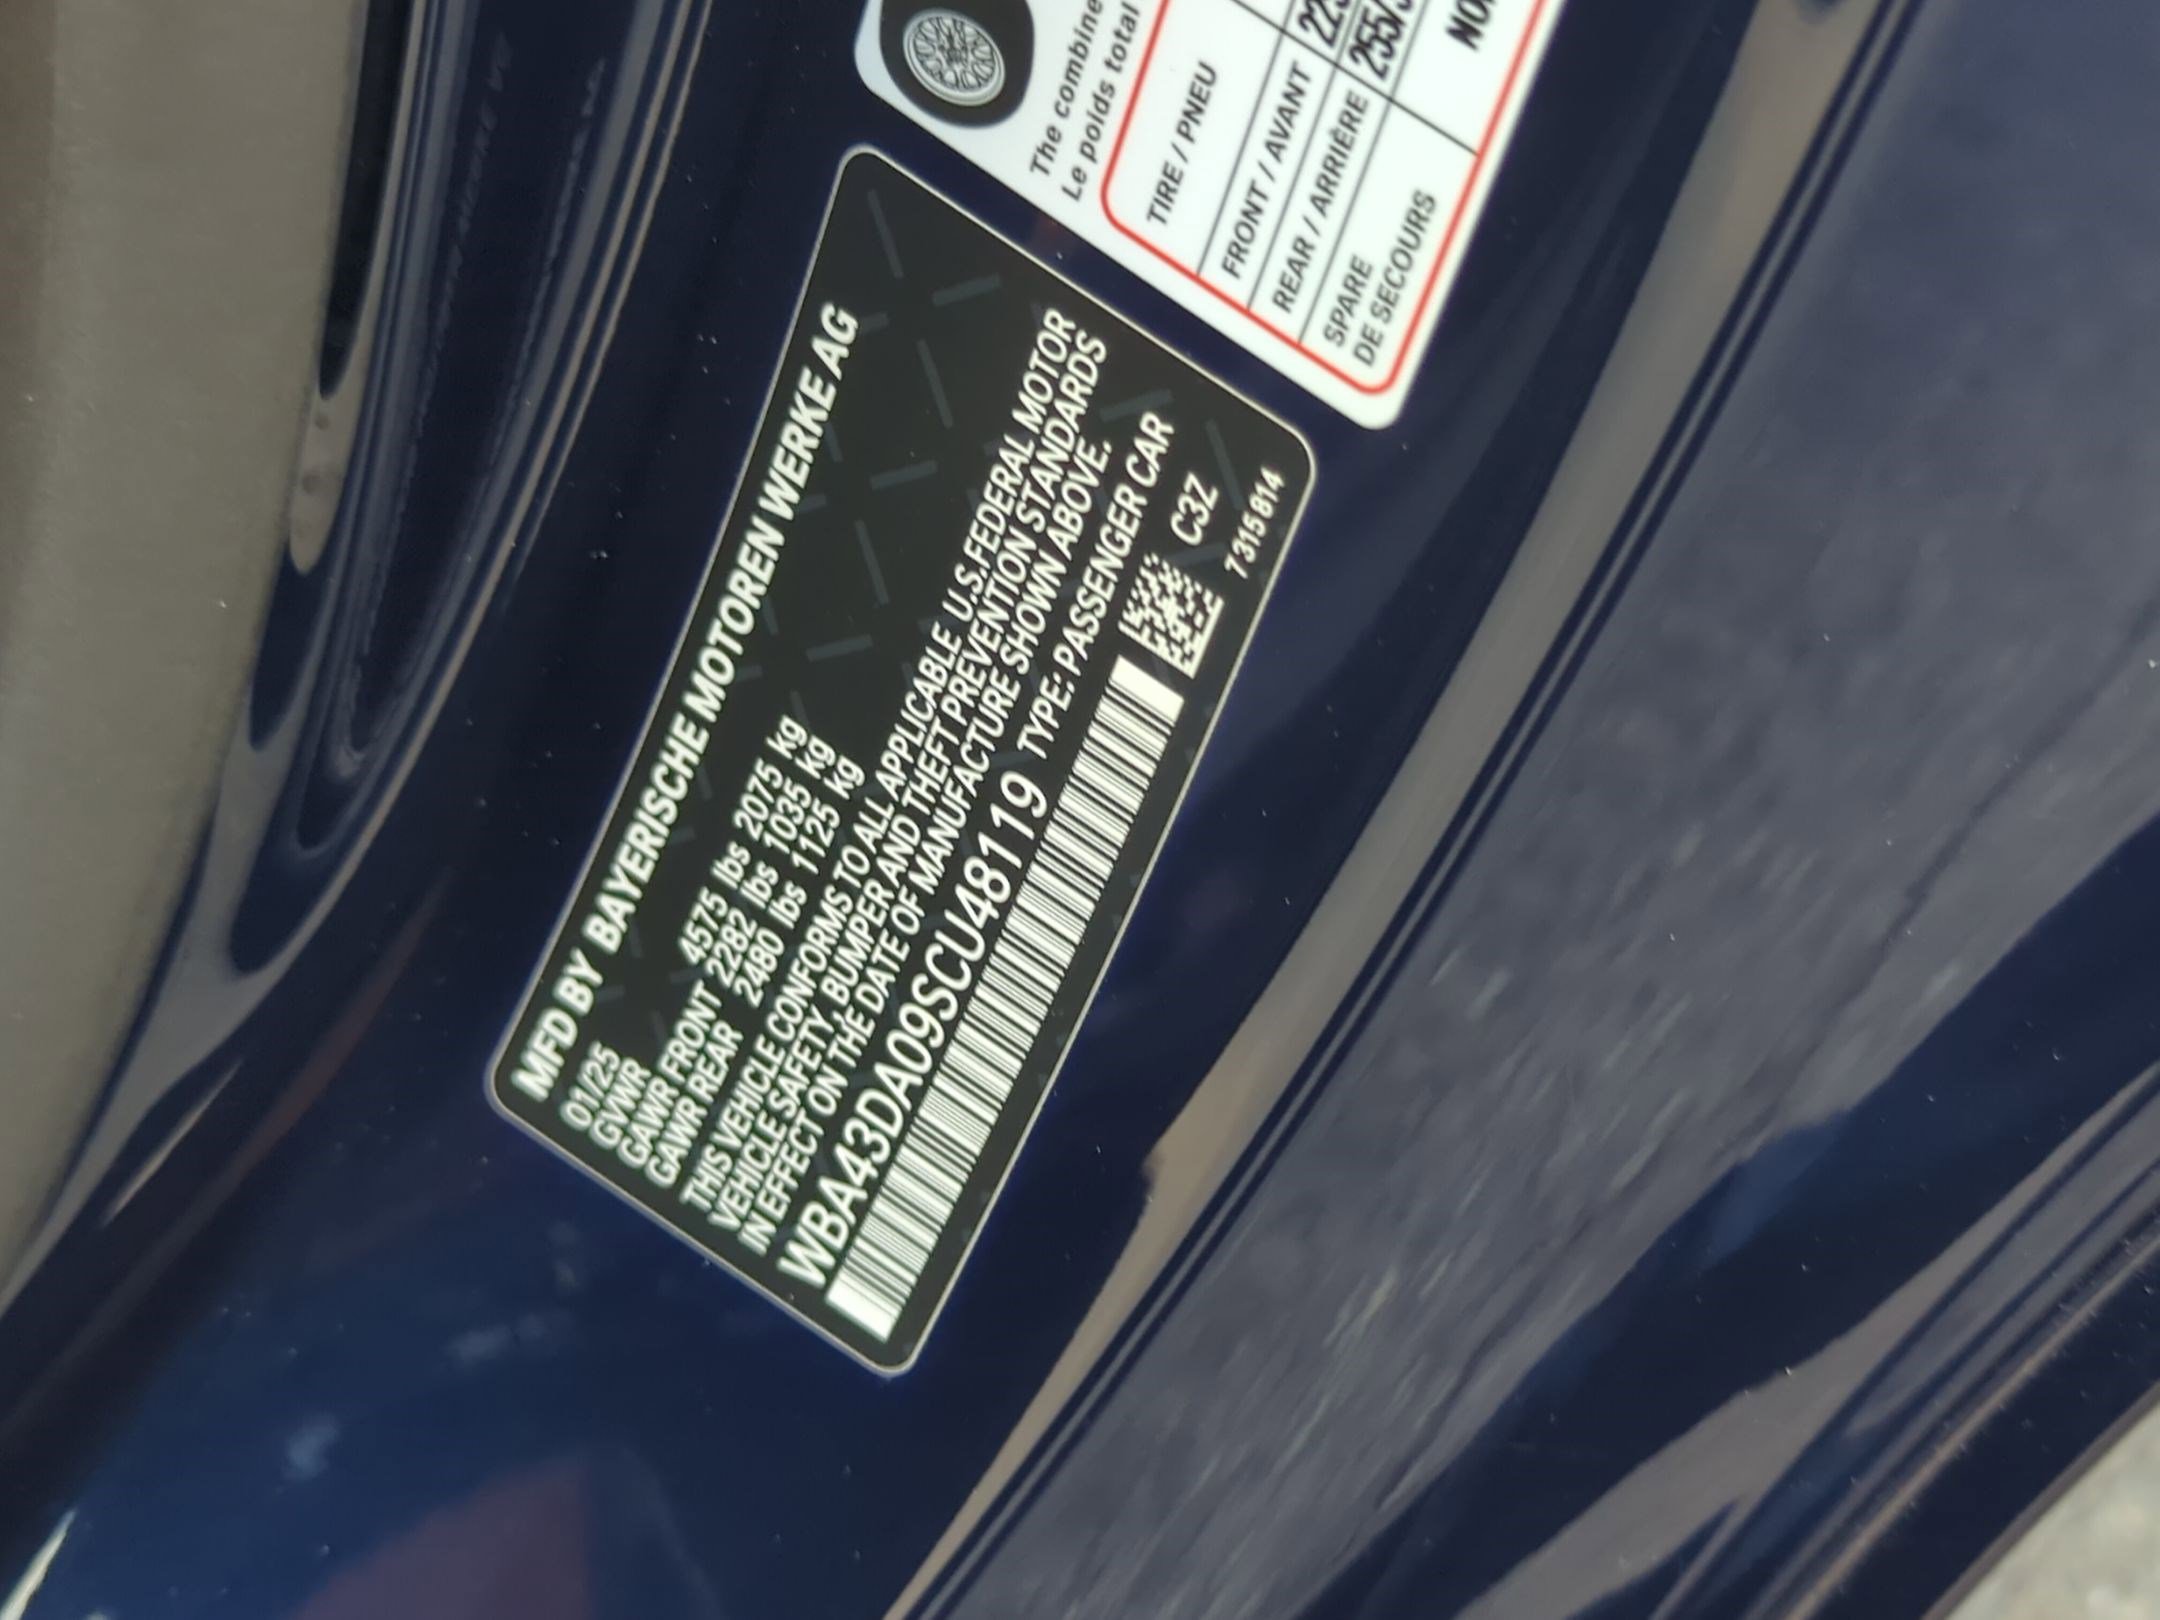 MFD BY BAYERISCHE MOTOREN WERKE AG
01/25
GVWR 4575 lbs 2075 kg
GAWR FRONT 2282 lbs 1035 kg
GAWR REAR 2480 lbs 1125 kg
THIS VEHICLE CONFORMS TO ALL APPLICABLE U.S.FEDERAL MOTOR
VEHICLE SAFETY, BUMPER AND THEFT PREVENTION STANDARDS
IN EFFECT ON THE DATE OF MANUFACTURE SHOWN ABOVE.
WBA43DA09SCU48119 TYPE: PASSENGER CAR
C3Z
7315814
The combine
Le poids total
TIRE / PNEU
FRONT / AVANT
REAR / ARRIÈRE 255/
SPARE
DE SECOURS